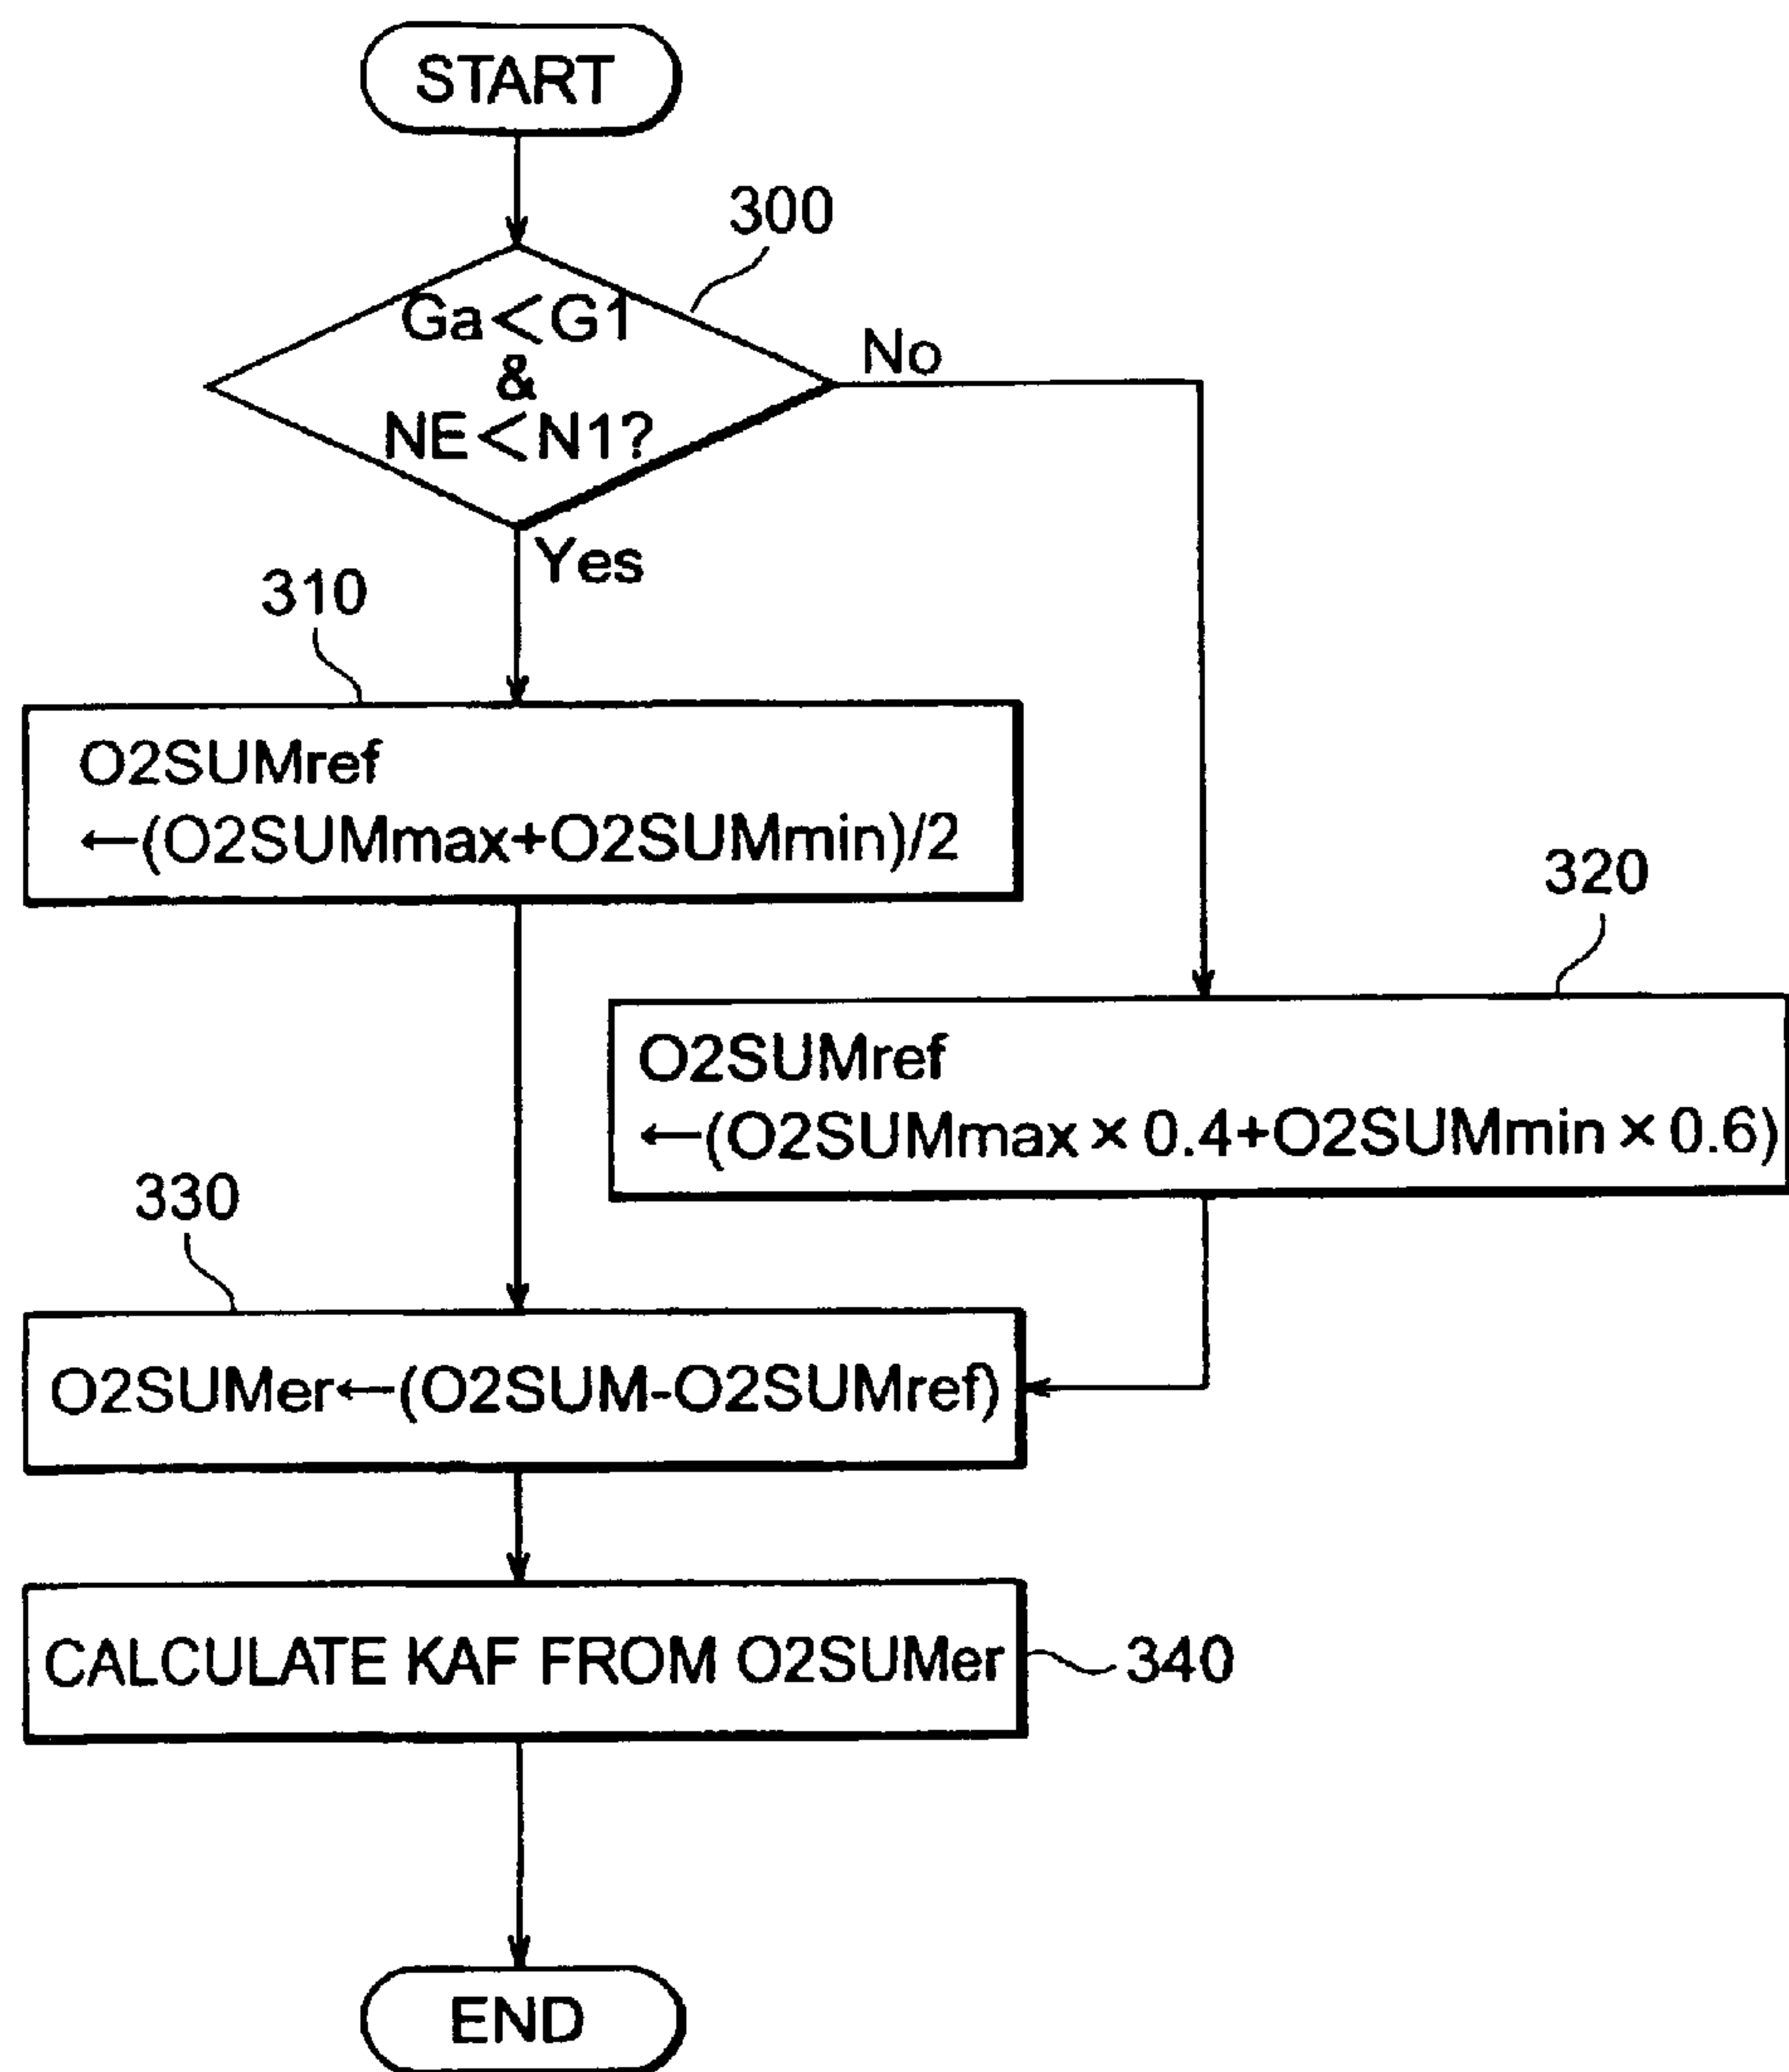 START
300
Ga<G1
&
NE<N1?
No
Yes
310
O2SUMref
←(O2SUMmax+O2SUMmin)/2
320
O2SUMref
←(O2SUMmax×0.4+O2SUMmin×0.6)
330
O2SUMer←(O2SUM-O2SUMref)
CALCULATE KAF FROM O2SUMer
340
END